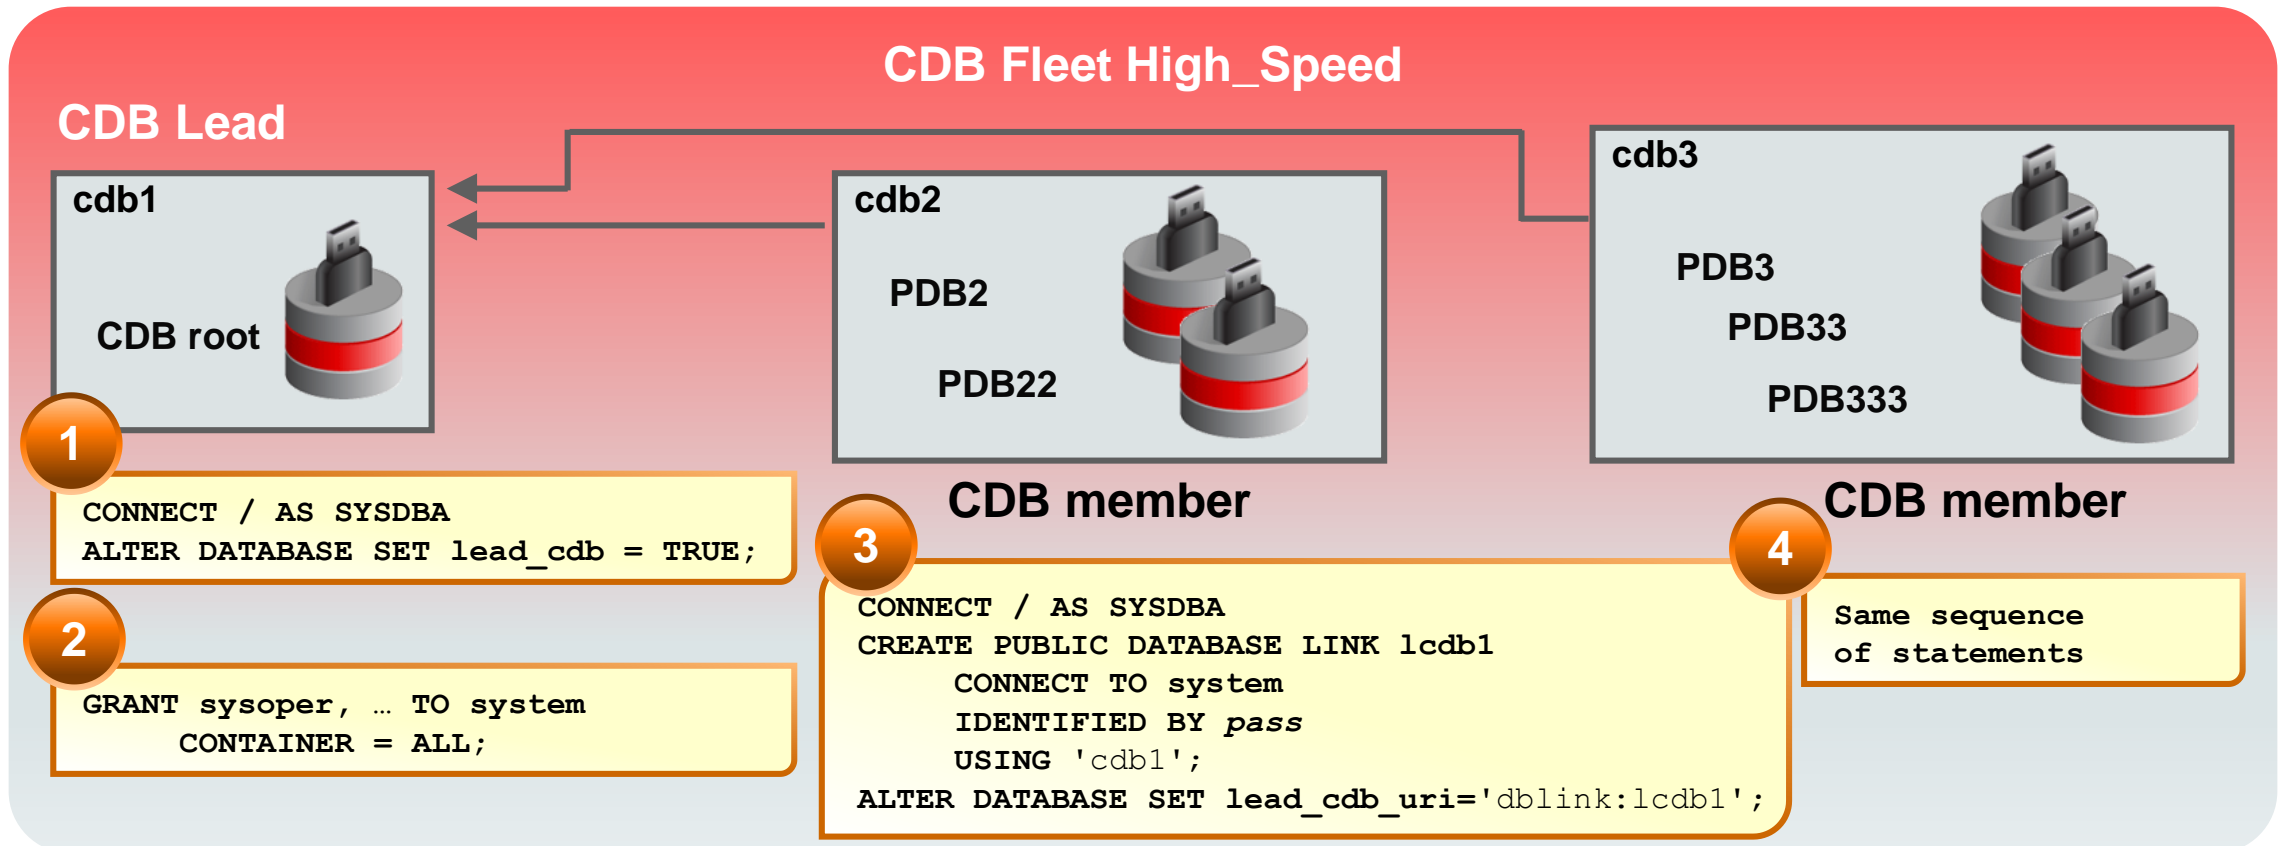 CDB Fleet High_Speed
CDB Lead
cdb1
CDB root
cdb2
PDB2
PDB22
CDB member
cdb3
PDB3
PDB33
PDB333
CDB member
1
CONNECT / AS SYSDBA
ALTER DATABASE SET lead_cdb = TRUE;
2
GRANT sysoper, … TO system
CONTAINER = ALL;
3
CONNECT / AS SYSDBA
CREATE PUBLIC DATABASE LINK lcdb1
CONNECT TO system
IDENTIFIED BY pass
USING 'cdb1';
ALTER DATABASE SET lead_cdb_uri='dblink:lcdb1';
4
Same sequence
of statements